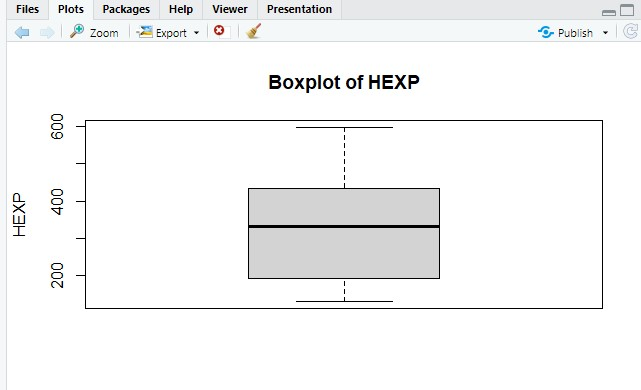 Files Plots Packages Help Viewer Presentation
Zoom Export Publish
Boxplot of HEXP
600
400
200
HEXP